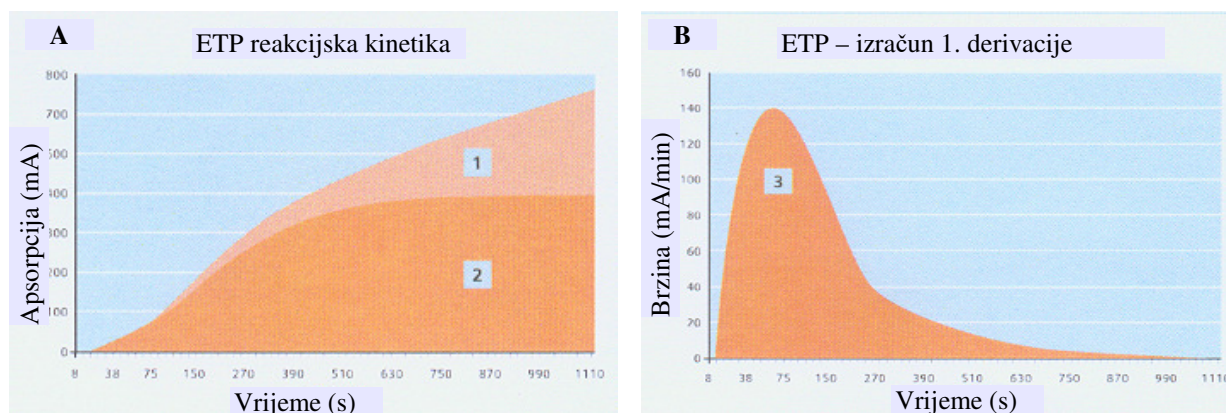 A
ETP reakcijska kinetika
800
700
500
400
300
200
100
0
Apsorpcija (mA)
1
2
8 38 75 150 270 390 510 630 750 870 990 1110
Vrijeme (s)
B
ETP – izračun 1. derivacije
160
140
120
100
80
60
40
20
0
Brzina (mA/min)
3
8 38 75 150 270 390 510 630 750 870 990 1110
Vrijeme (s)